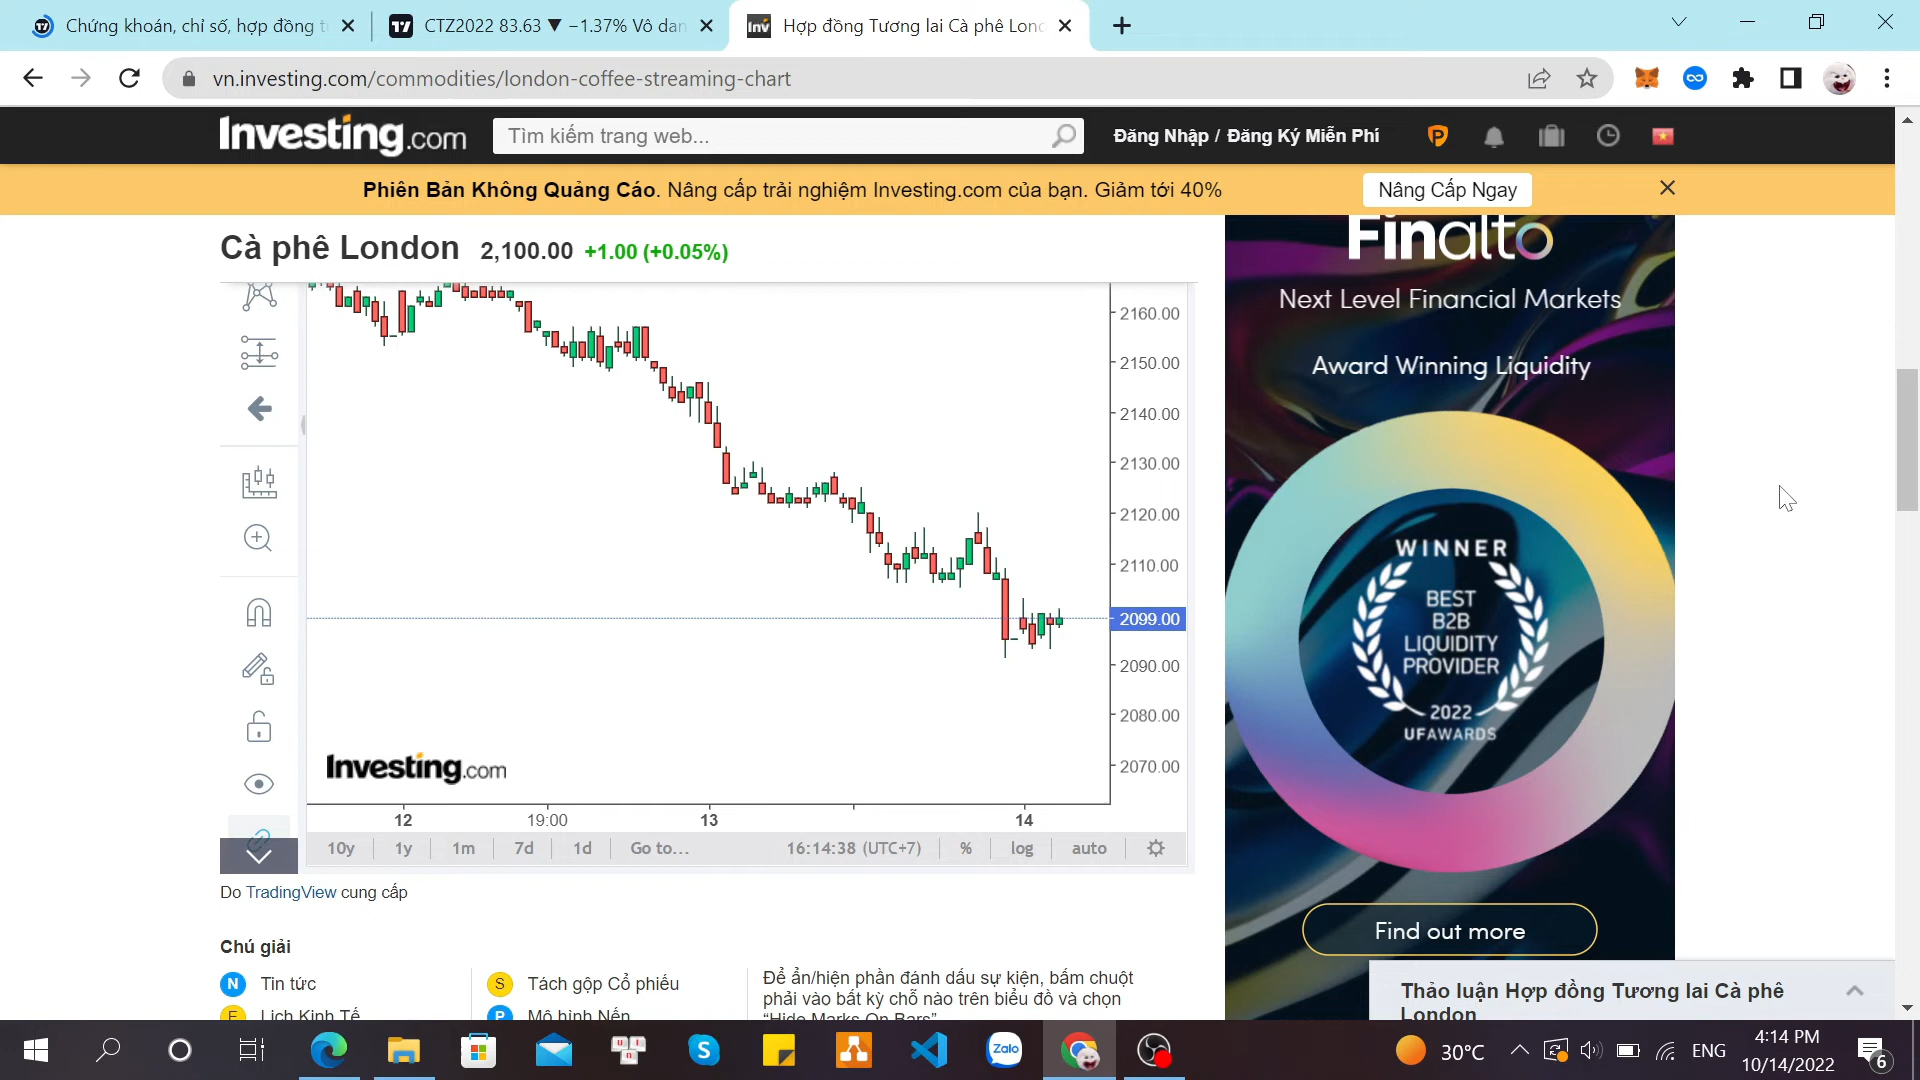 Chứng khoán, chỉ số, hợp đồng t
CTZ2022 83.63 ▼ −1.37% Vô dan
Hợp đồng Tương lai Cà phê Lond
vn.investing.com/commodities/london-coffee-streaming-chart
Investing.com
Tìm kiếm trang web...
Đăng Nhập / Đăng Ký Miễn Phí
Phiên Bản Không Quảng Cáo. Nâng cấp trải nghiệm Investing.com của bạn. Giảm tới 40%
Nâng Cấp Ngay
Cà phê London 2,100.00 +1.00 (+0.05%)
2160.00
2150.00
2140.00
2130.00
2120.00
2110.00
2099.00
2090.00
2080.00
2070.00
Investing.com
12 19:00 13 14
10y 1y 1m 7d 1d Go to... 16:14:38 (UTC+7) % log auto
Do TradingView cung cấp
Chú giải
N Tin tức
E Lịch Kinh Tế
S Tách gộp Cổ phiếu
P Mô hình Nến
Để ẩn/hiện phần đánh dấu sự kiện, bấm chuột
phải vào bất kỳ chỗ nào trên biểu đồ và chọn
“Hide Marks On Bars”
Finalto
Next Level Financial Markets
Award Winning Liquidity
WINNER
BEST
B2B
LIQUIDITY
PROVIDER
2022
UFAWARDS
Find out more
Thảo luận Hợp đồng Tương lai Cà phê
London
Zalo
30°C
ENG
4:14 PM
10/14/2022
6